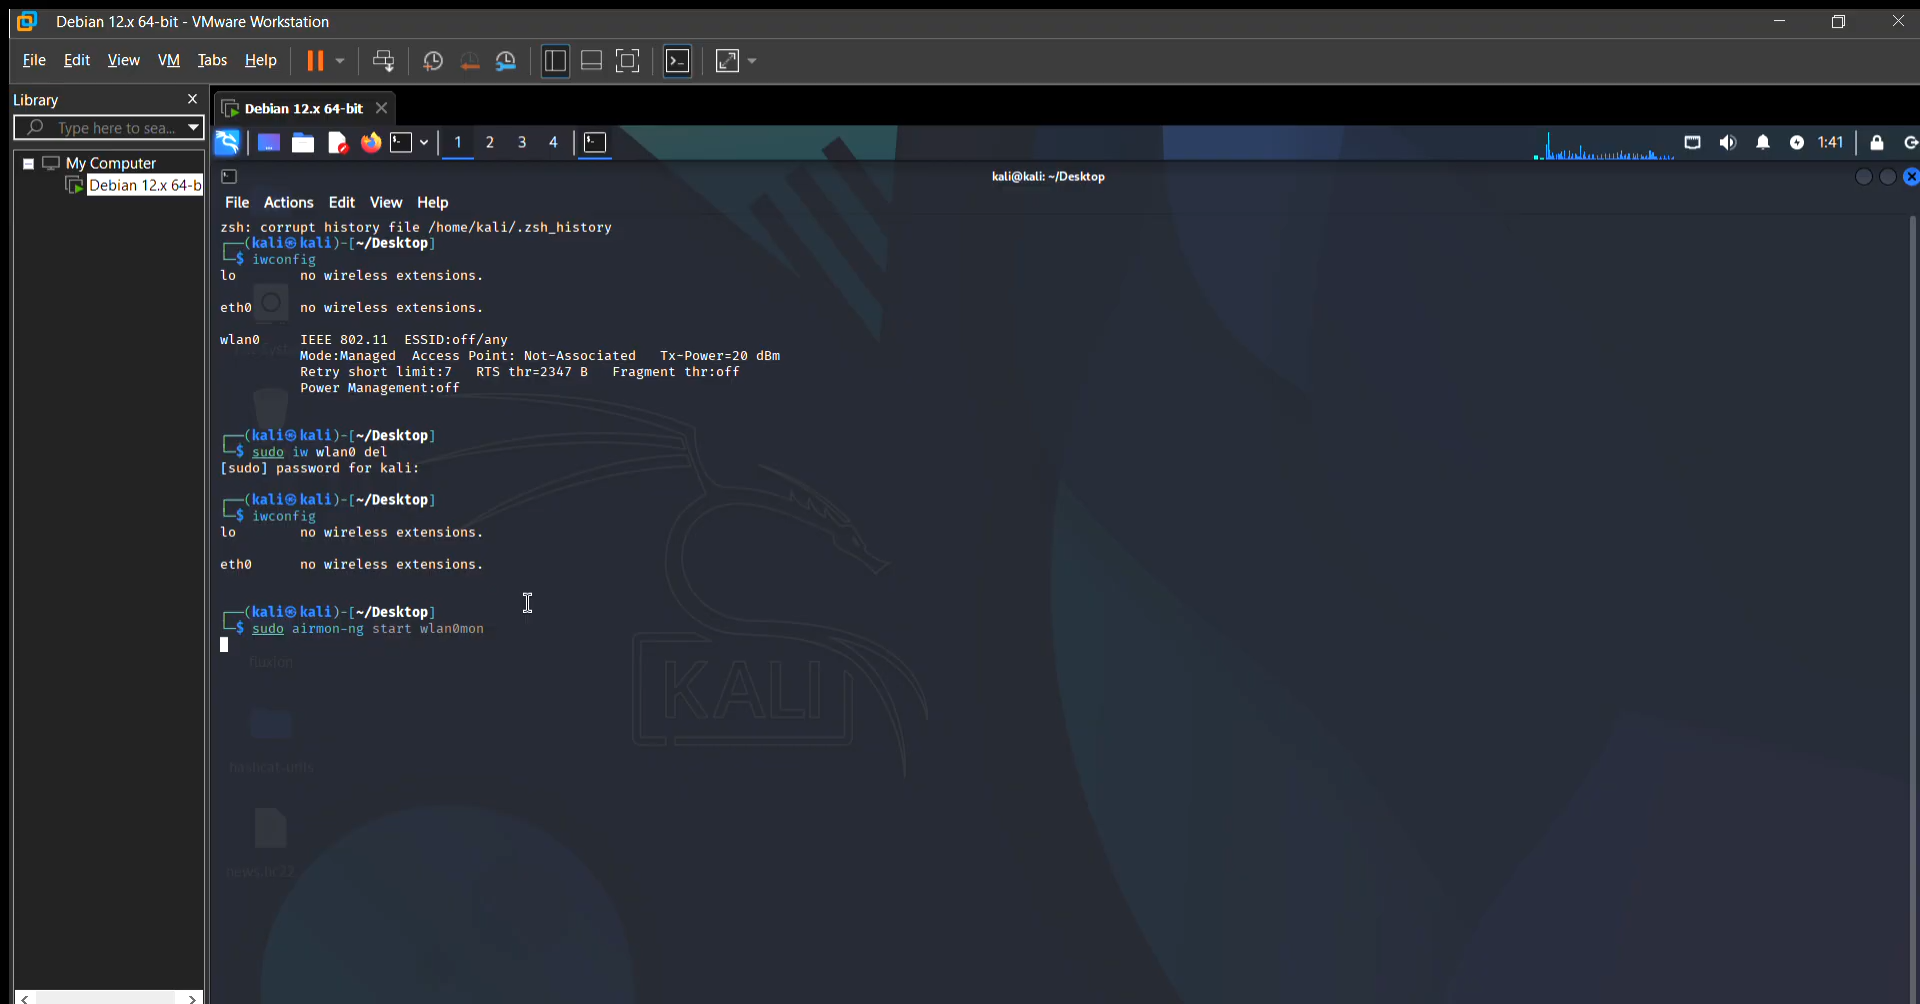 Debian 12.x 64-bit - VMware Workstation
File Edit View VM Tabs Help
Library
Type here to sea...
My Computer
Debian 12.x 64-b
Debian 12.x 64-bit
1 2 3 4
1:41
kali@kali: ~/Desktop
File Actions Edit View Help
zsh: corrupt history file /home/kali/.zsh_history
┌──(kali㉿kali)-[~/Desktop]
└─$ iwconfig
lo        no wireless extensions.
eth0      no wireless extensions.
wlan0     IEEE 802.11  ESSID:off/any
Mode:Managed  Access Point: Not-Associated   Tx-Power=20 dBm
Retry short limit:7   RTS thr=2347 B   Fragment thr:off
Power Management:off
┌──(kali㉿kali)-[~/Desktop]
└─$ sudo iw wlan0 del
[sudo] password for kali:
┌──(kali㉿kali)-[~/Desktop]
└─$ iwconfig
lo        no wireless extensions.
eth0      no wireless extensions.
┌──(kali㉿kali)-[~/Desktop]
└─$ sudo airmon-ng start wlan0mon
fluxion
KALI
hashcat-utils